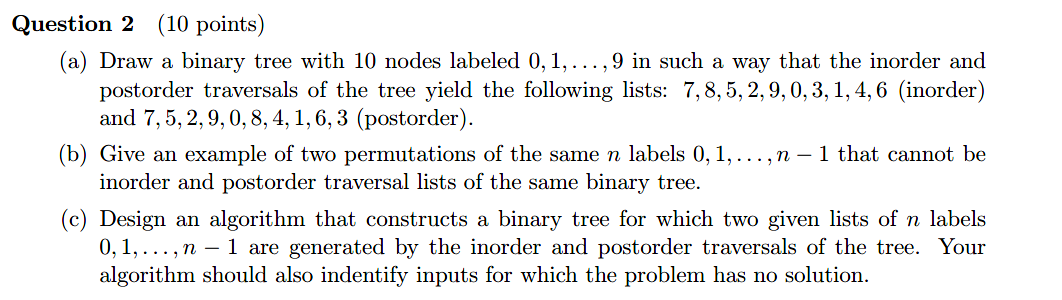 Question 2 (10 points)
(a) Draw a binary tree with 10 nodes labeled 0, 1, . . . , 9 in such a way that the inorder and
postorder traversals of the tree yield the following lists: 7, 8, 5, 2, 9, 0, 3, 1, 4, 6 (inorder)
and 7, 5, 2, 9, 0, 8, 4, 1, 6, 3 (postorder).
(b) Give an example of two permutations of the same n labels 0, 1, . . . , n − 1 that cannot be
inorder and postorder traversal lists of the same binary tree.
(c) Design an algorithm that constructs a binary tree for which two given lists of n labels
0, 1, . . . , n − 1 are generated by the inorder and postorder traversals of the tree. Your
algorithm should also indentify inputs for which the problem has no solution.